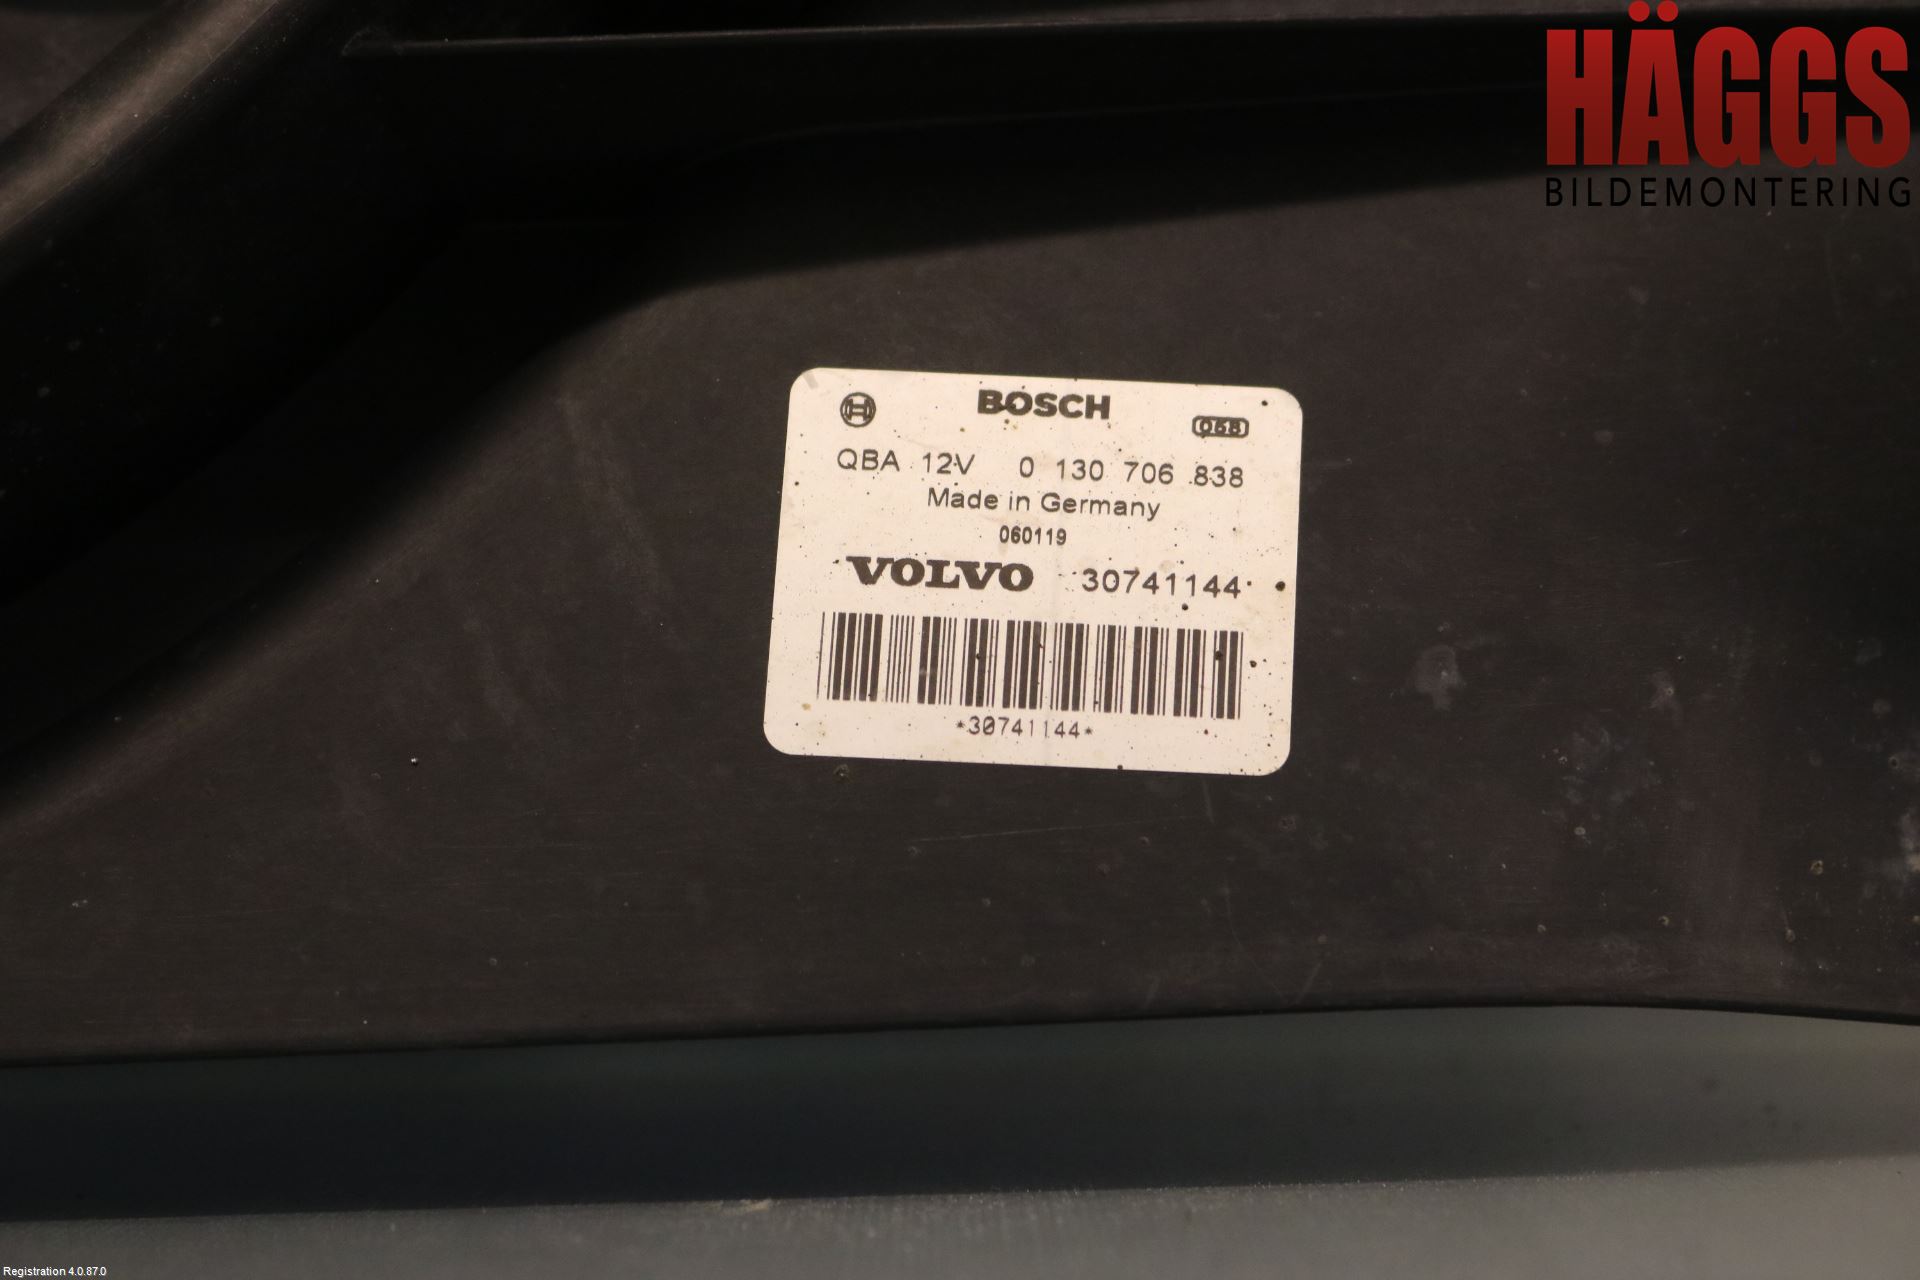 HÄGGS
BILDEMONTERING
BOSCH
068
QBA 12V 0 130 706 838
Made in Germany
060119
VOLVO 30741144
*30741144*
Registration 4.0.87.0